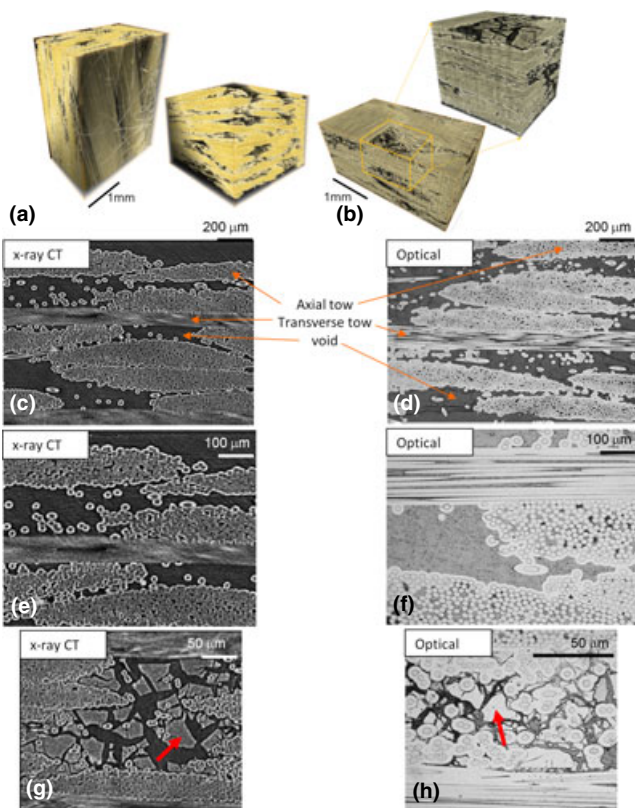 1mm
(a)
1mm
(b)
200 μm
x-ray CT
(c)
Axial tow
Transverse tow
void
200 μm
Optical
(d)
x-ray CT
100 μm
(e)
Optical
100 μm
(f)
x-ray CT
50 μm
(g)
Optical
50 μm
(h)